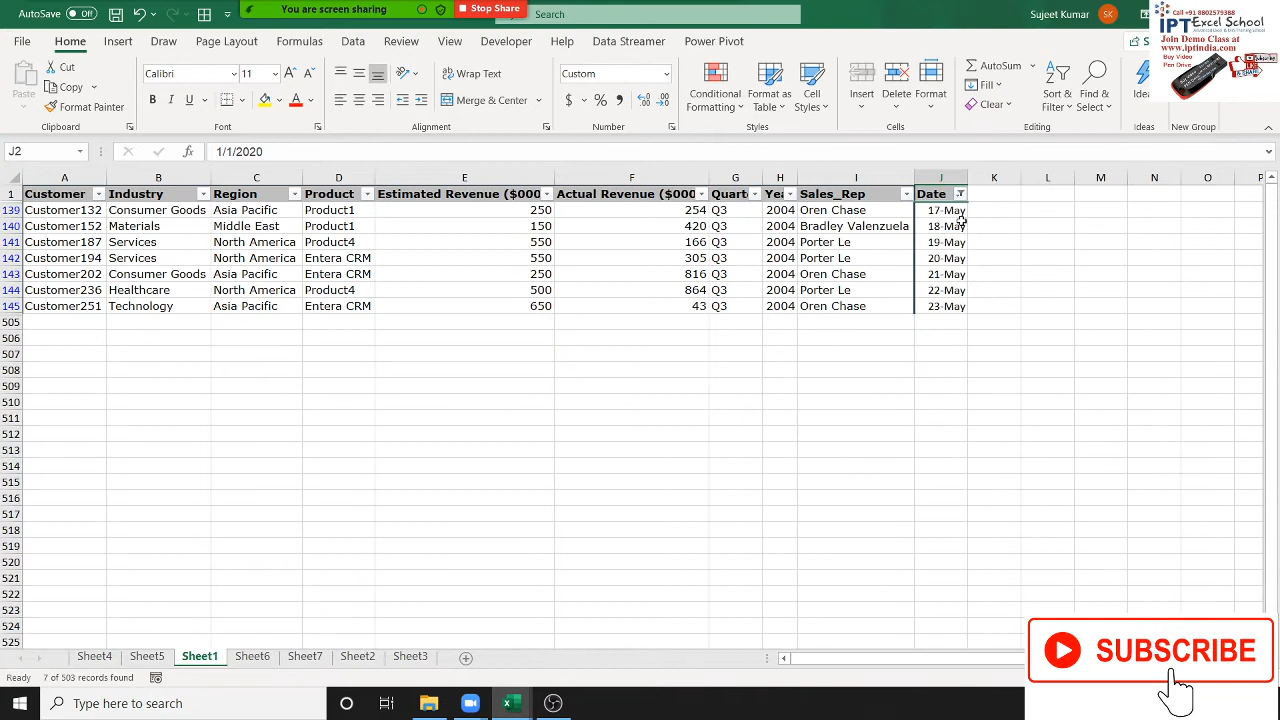 AutoSave Off
You are screen sharing
Stop Share
Search
Sujeet Kumar
SK
Call +91 8802579388
IPT Excel School
Advanced Excel & VBA Training School
Join Demo Class at
www.iptindia.com
Buy Video
Pen Drive
File Home Insert Draw Page Layout Formulas Data Review View Developer Help Data Streamer Power Pivot
Paste
Cut
Copy
Format Painter
Clipboard
Calibri 11
B I U
Font
Wrap Text
Merge & Center
Alignment
Custom
$ % ,
Number
Conditional Formatting
Format as Table
Cell Styles
Styles
Insert Delete Format
Cells
AutoSum
Fill
Clear
Sort & Filter
Find & Select
Editing
Ideas
Ideas
New Group
J2 fx 1/1/2020
A B C D E F G H I J K L M N O P
1 Customer Industry Region Product Estimated Revenue ($000 Actual Revenue ($000 Quarte Yea Sales_Rep Date
139 Customer132 Consumer Goods Asia Pacific Product1 250 254 Q3 2004 Oren Chase 17-May
140 Customer152 Materials Middle East Product1 150 420 Q3 2004 Bradley Valenzuela 18-May
141 Customer187 Services North America Product4 550 166 Q3 2004 Porter Le 19-May
142 Customer194 Services North America Entera CRM 550 305 Q3 2004 Porter Le 20-May
143 Customer202 Consumer Goods Asia Pacific Entera CRM 250 816 Q3 2004 Oren Chase 21-May
144 Customer236 Healthcare North America Product4 500 864 Q3 2004 Porter Le 22-May
145 Customer251 Technology Asia Pacific Entera CRM 650 43 Q3 2004 Oren Chase 23-May
505
506
507
508
509
510
511
512
513
514
515
516
517
518
519
520
521
522
523
524
525
SUBSCRIBE
Sheet4 Sheet5 Sheet1 Sheet6 Sheet7 Sheet2 Sheet3
Ready 7 of 503 records found
Type here to search